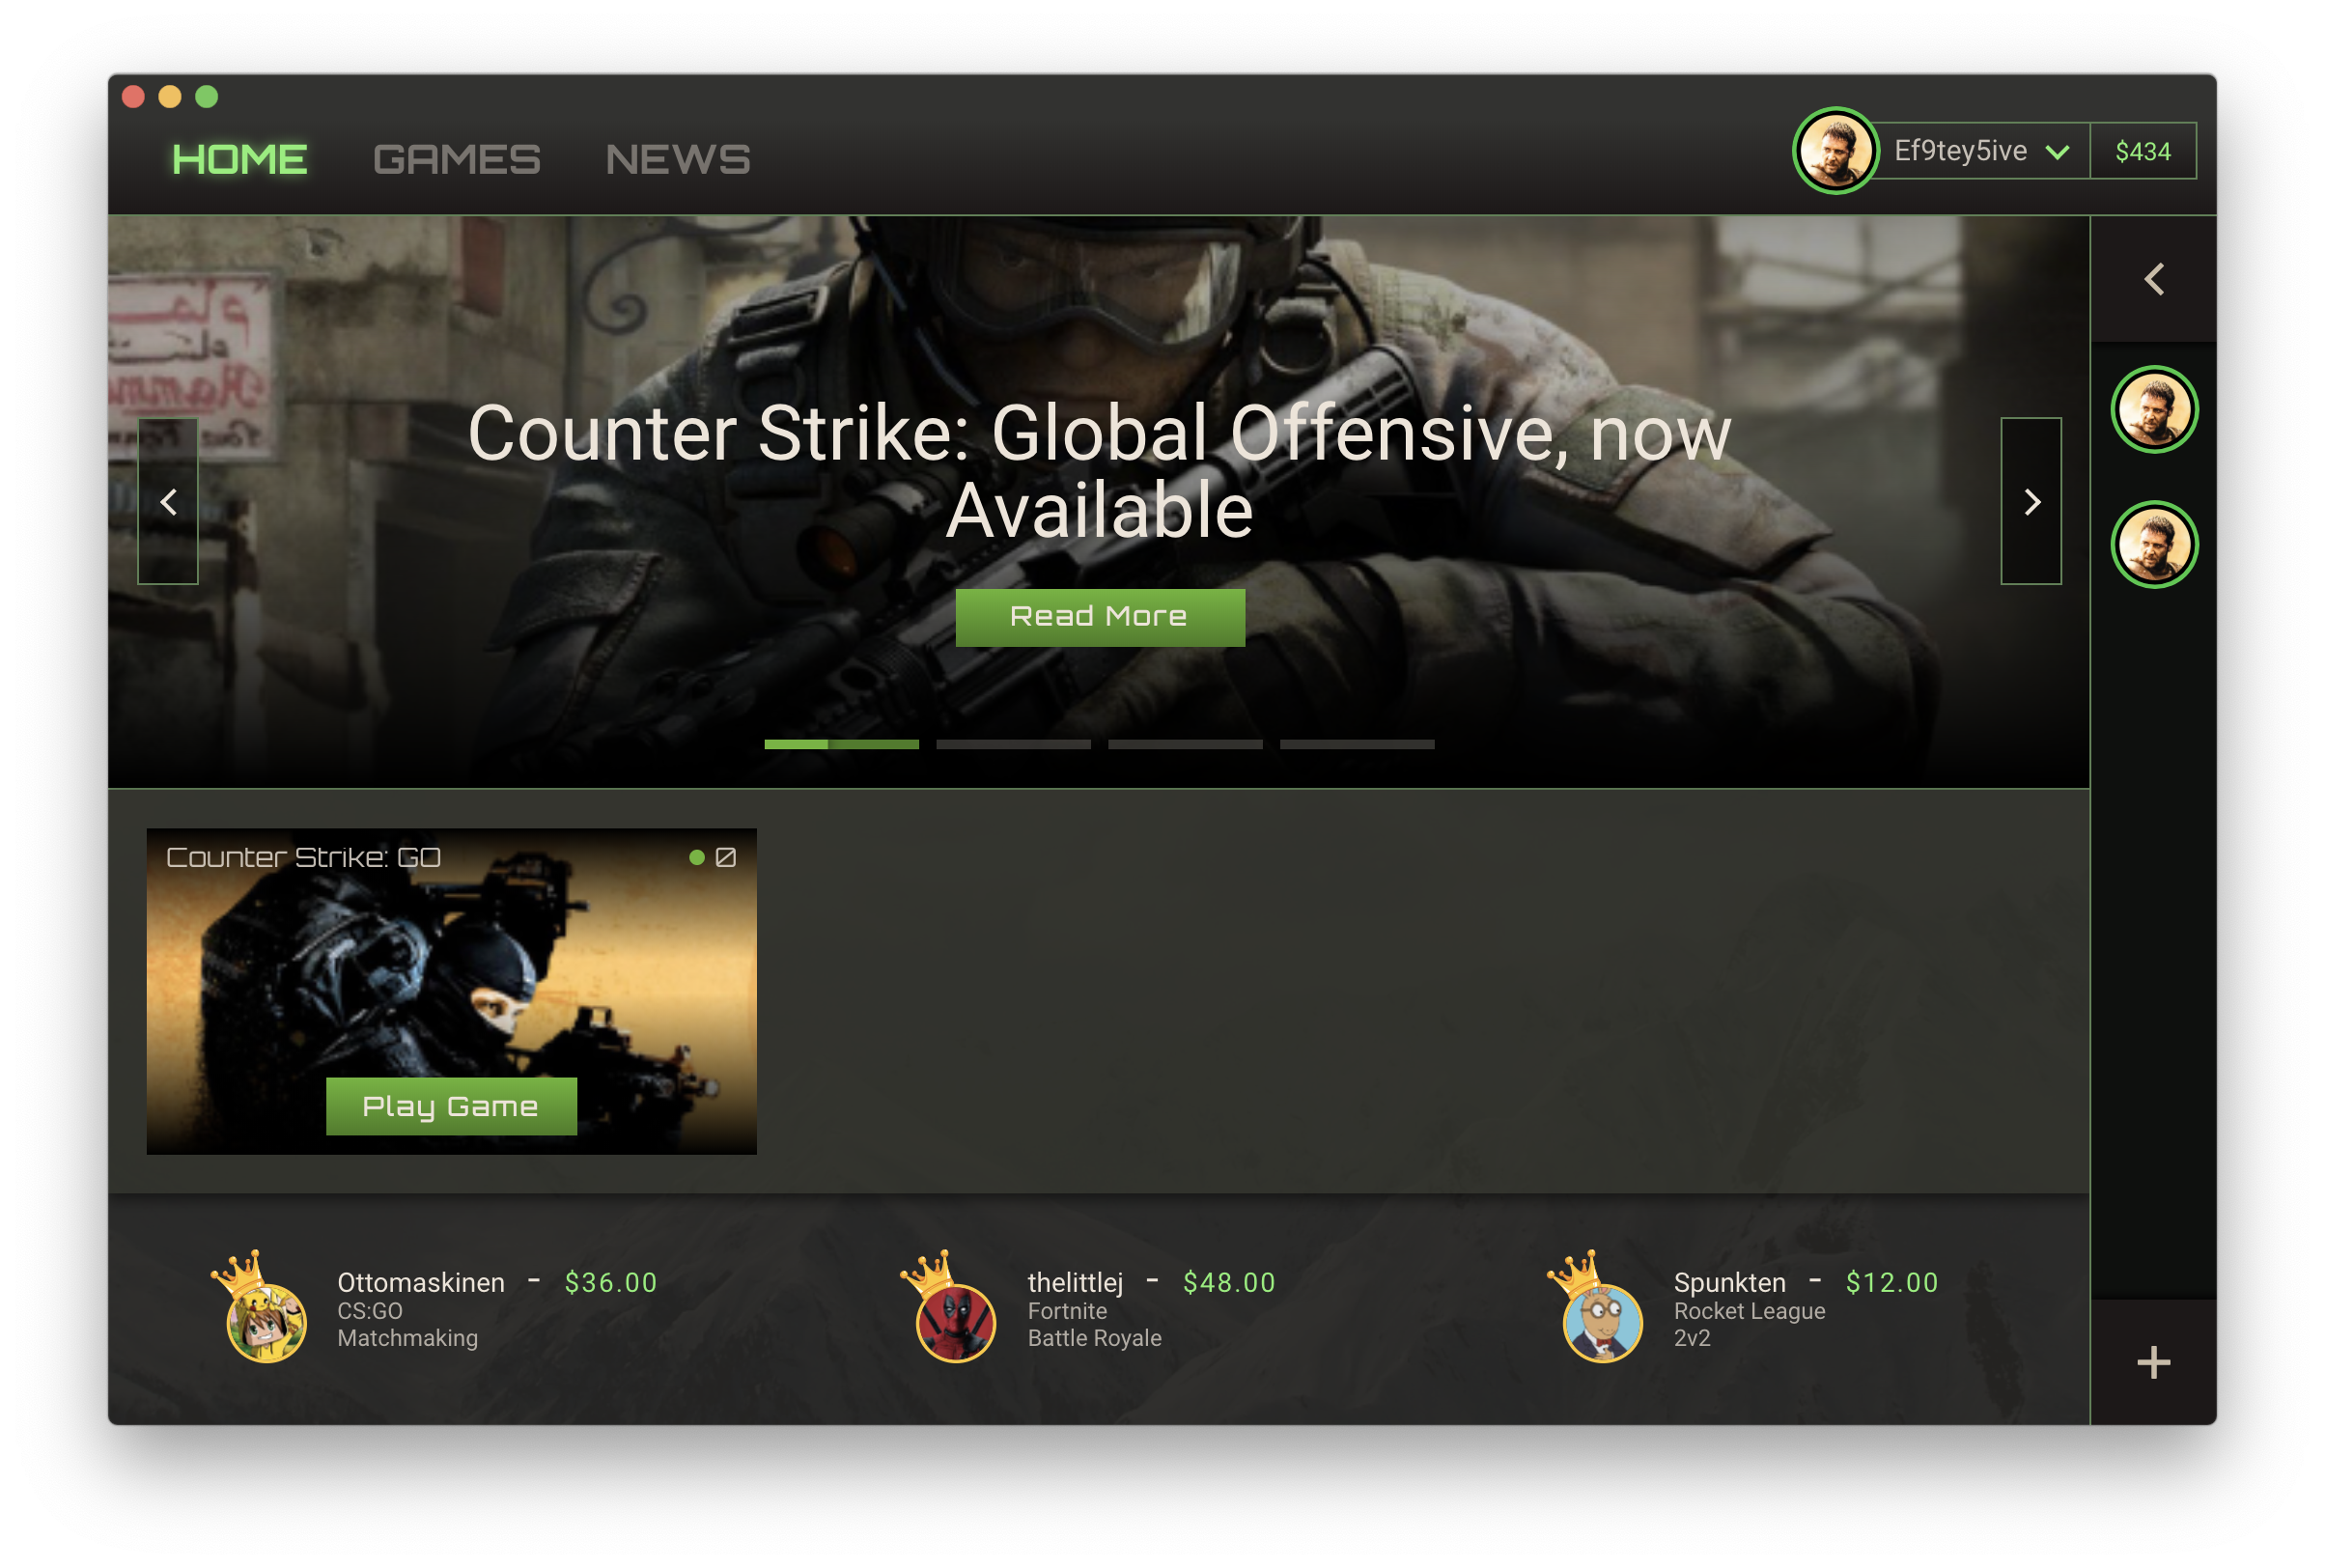 HOME GAMES NEWS
Ef9tey5ive $434
Counter Strike: Global Offensive, now
Available
Read More
Counter Strike: GO
Play Game
Ottomaskinen - $36.00
CS:GO
Matchmaking
thelittlej - $48.00
Fortnite
Battle Royale
Spunkten - $12.00
Rocket League
2v2